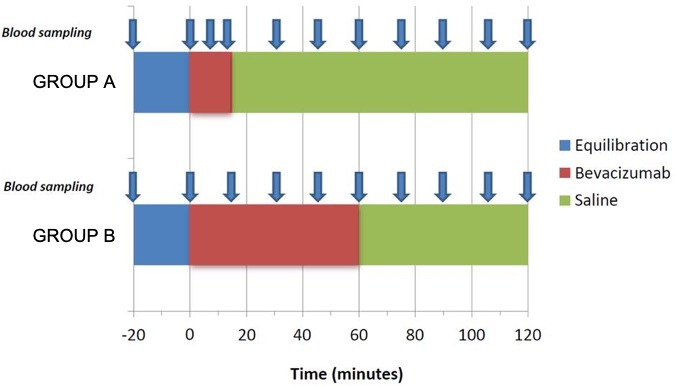 Blood sampling
GROUP A
Blood sampling
GROUP B
Equilibration
Bevacizumab
Saline
-20 0 20 40 60 80 100 120
Time (minutes)